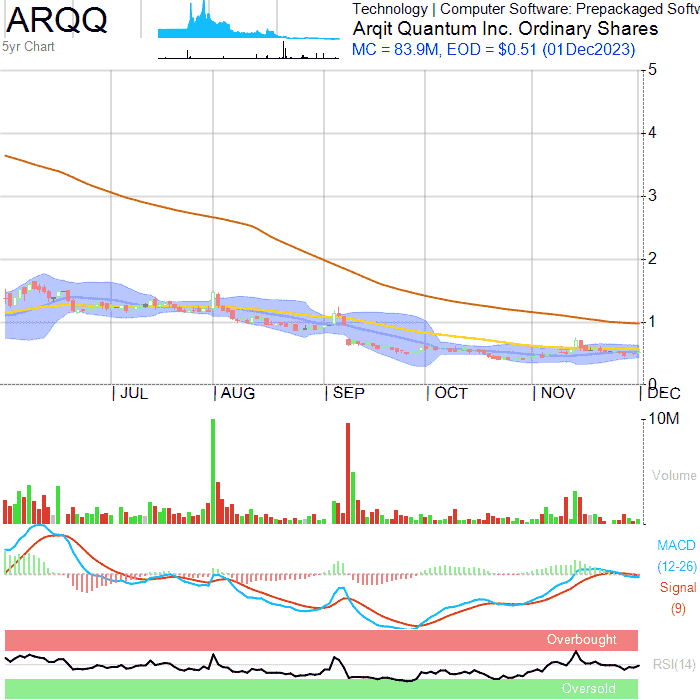 ARQQ
5yr Chart
Technology | Computer Software: Prepackaged Softw
Arqit Quantum Inc. Ordinary Shares
MC = 83.9M, EOD = $0.51 (01Dec2023)
5
4
3
2
1
0
| JUL
| AUG
| SEP
| OCT
| NOV
| DEC
10M
Volume
MACD
(12-26)
Signal
(9)
Overbought
RSI(14)
Oversold